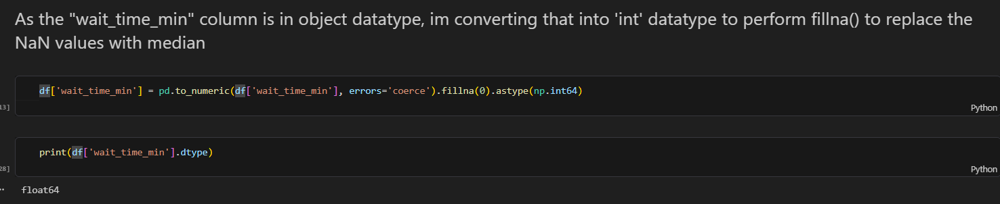 As the "wait_time_min" column is in object datatype, im converting that into 'int' datatype to perform fillna() to replace the
NaN values with median
df['wait_time_min'] = pd.to_numeric(df['wait_time_min'], errors='coerce').fillna(0).astype(np.int64)
13]
Python
print(df['wait_time_min'].dtype)
28]
Python
float64